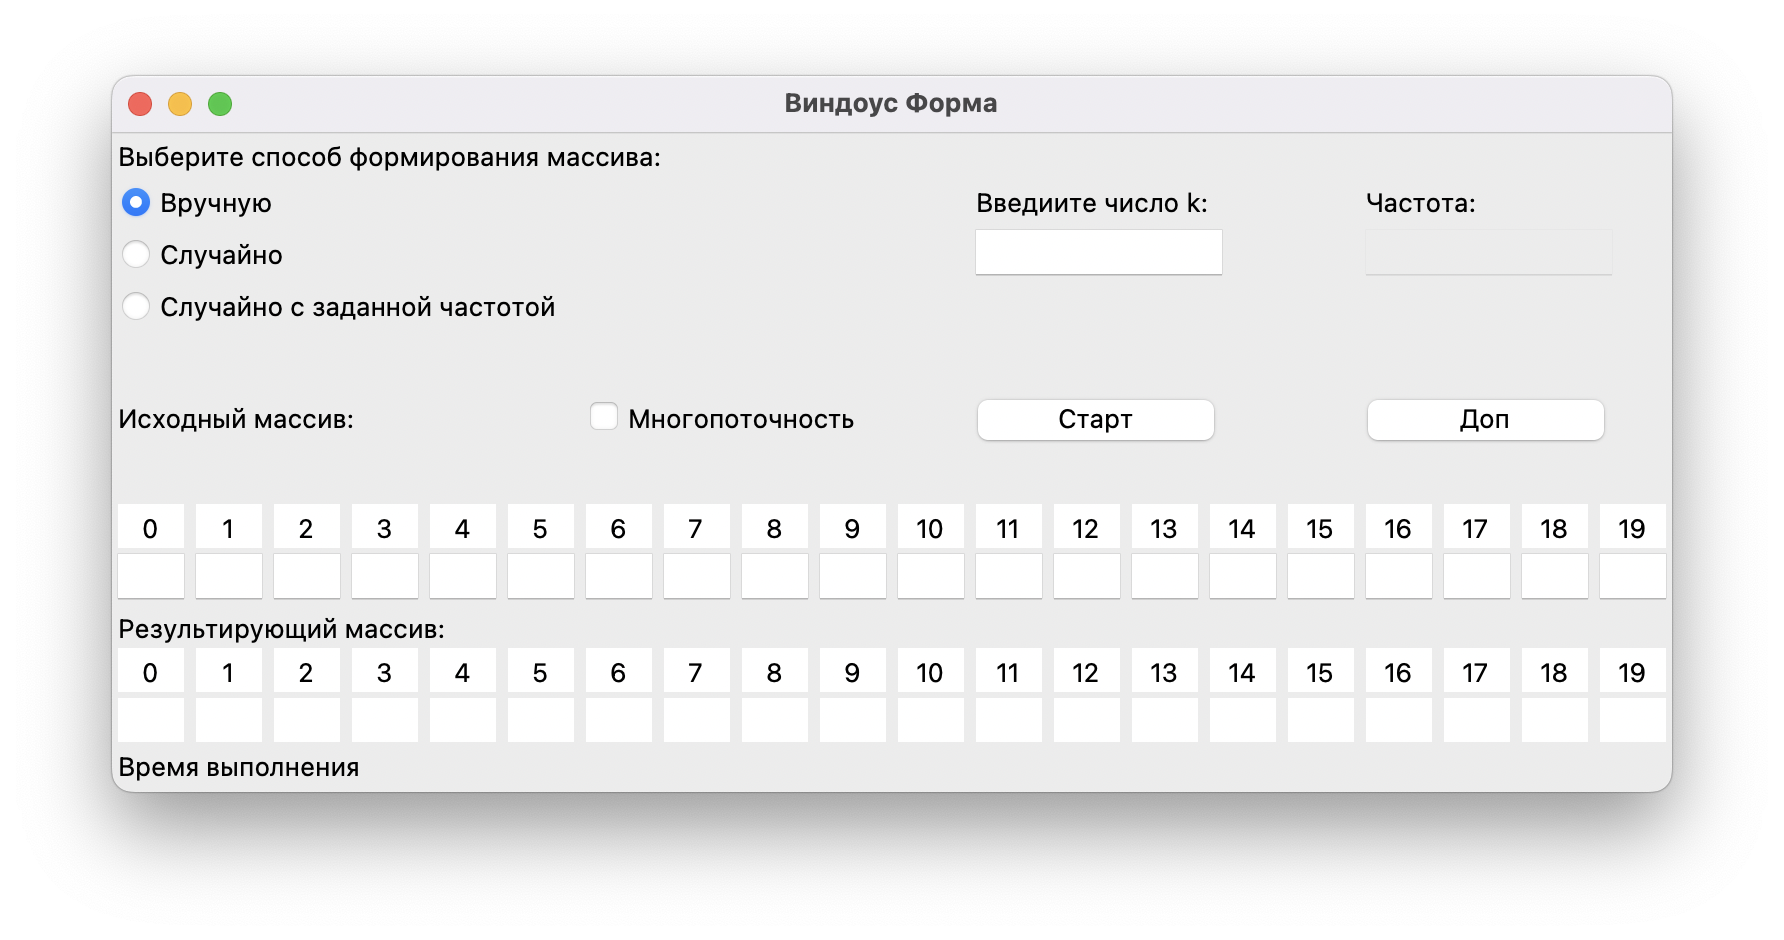 Виндоус Форма
Выберите способ формирования массива:
Вручную Введиите число k: Частота:
Случайно
Случайно с заданной частотой
Исходный массив: Многопоточность Старт Доп
0 1 2 3 4 5 6 7 8 9 10 11 12 13 14 15 16 17 18 19
Результирующий массив:
0 1 2 3 4 5 6 7 8 9 10 11 12 13 14 15 16 17 18 19
Время выполнения